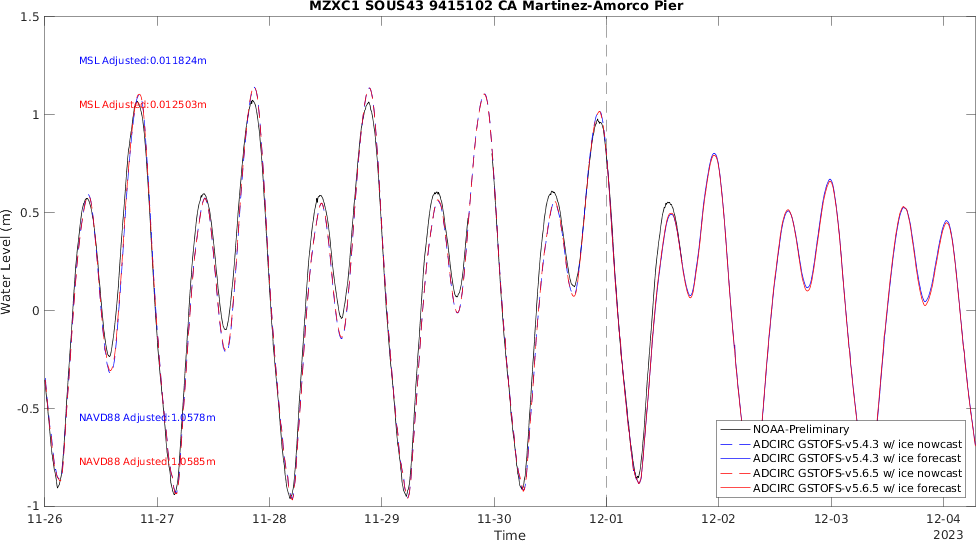 MZXC1 SOUS43 9415102 CA Martinez-Amorco Pier
1.5
1
0.5
0
-0.5
-1
Water Level (m)
MSL Adjusted:0.011824m
MSL Adjusted:0.012503m
NAVD88 Adjusted:1.0578m
NAVD88 Adjusted:1.0585m
NOAA-Preliminary
ADCIRC GSTOFS-v5.4.3 w/ ice nowcast
ADCIRC GSTOFS-v5.4.3 w/ ice forecast
ADCIRC GSTOFS-v5.6.5 w/ ice nowcast
ADCIRC GSTOFS-v5.6.5 w/ ice forecast
11-26 11-27 11-28 11-29 11-30 12-01 12-02 12-03 12-04
Time
2023